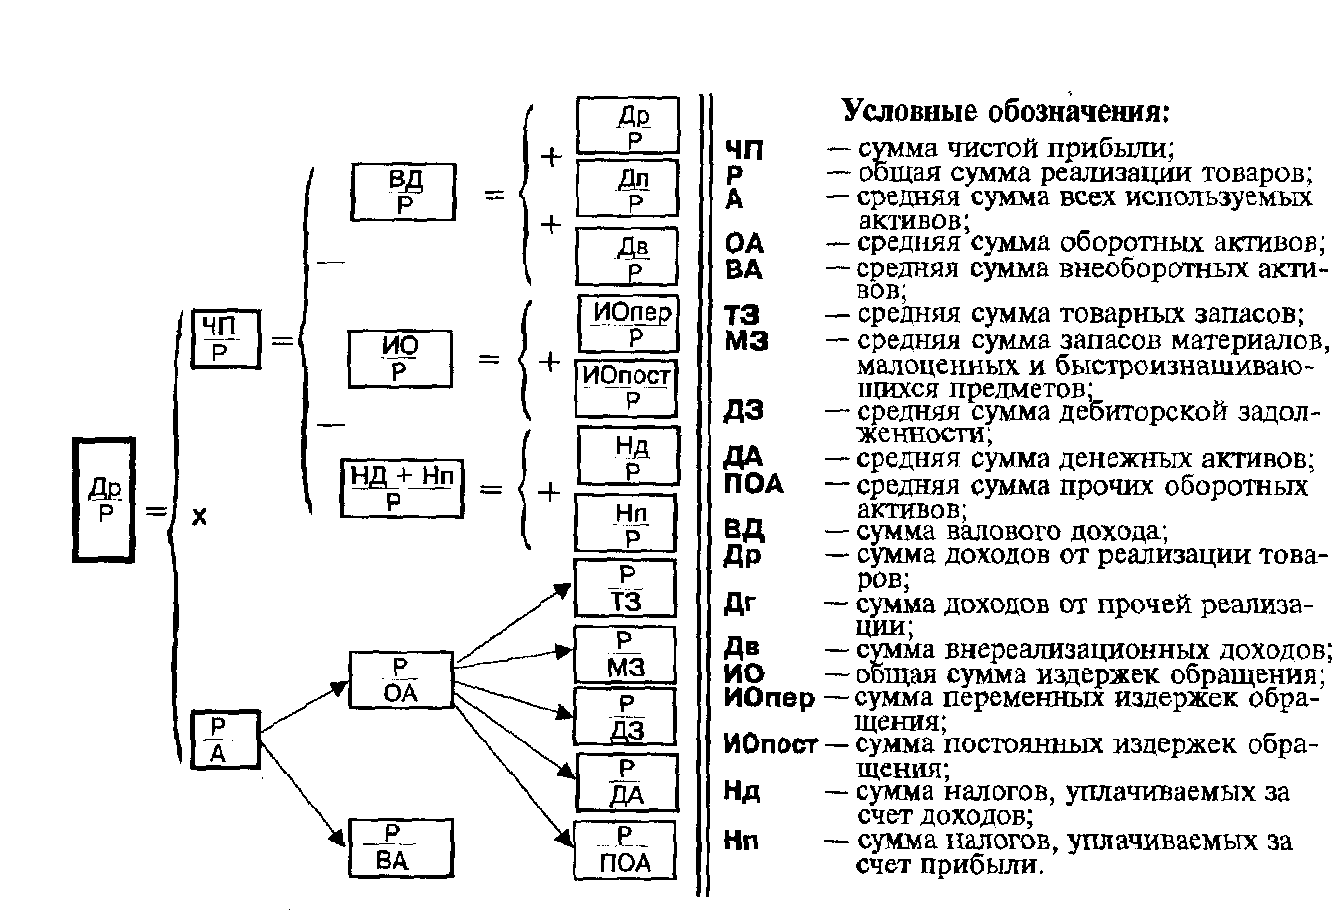 Др
Р
=
ЧП
Р
=
х
Р
А
ВД
Р
=
—
ИО
Р
=
—
НД + Нп
Р
=
Р
ОА
Р
ВА
Др
Р
+
Дп
Р
+
Дв
Р
ИОпер
Р
+
ИОпост
Р
Нд
Р
+
Нп
Р
Р
ТЗ
Р
МЗ
Р
ДЗ
Р
ДА
Р
ПОА
Условные обозначения:
ЧП — сумма чистой прибыли;
Р — общая сумма реализации товаров;
А — средняя сумма всех используемых
активов;
ОА — средняя сумма оборотных активов;
ВА — средняя сумма внеоборотных акти-
вов;
ТЗ — средняя сумма товарных запасов;
МЗ — средняя сумма запасов материалов,
малоценных и быстроизнашиваю-
щихся предметов;
ДЗ — средняя сумма дебиторской задол-
женности;
ДА — средняя сумма денежных активов;
ПОА — средняя сумма прочих оборотных
активов;
ВД — сумма валового дохода;
Др — сумма доходов от реализации това-
ров;
Дг — сумма доходов от прочей реализа-
ции;
Дв — сумма внереализационных доходов;
ИО — общая сумма издержек обращения;
ИОпер — сумма переменных издержек обра-
щения;
ИОпост — сумма постоянных издержек обра-
щения;
Нд — сумма налогов, уплачиваемых за
счет доходов;
Нп — сумма налогов, уплачиваемых за
счет прибыли.